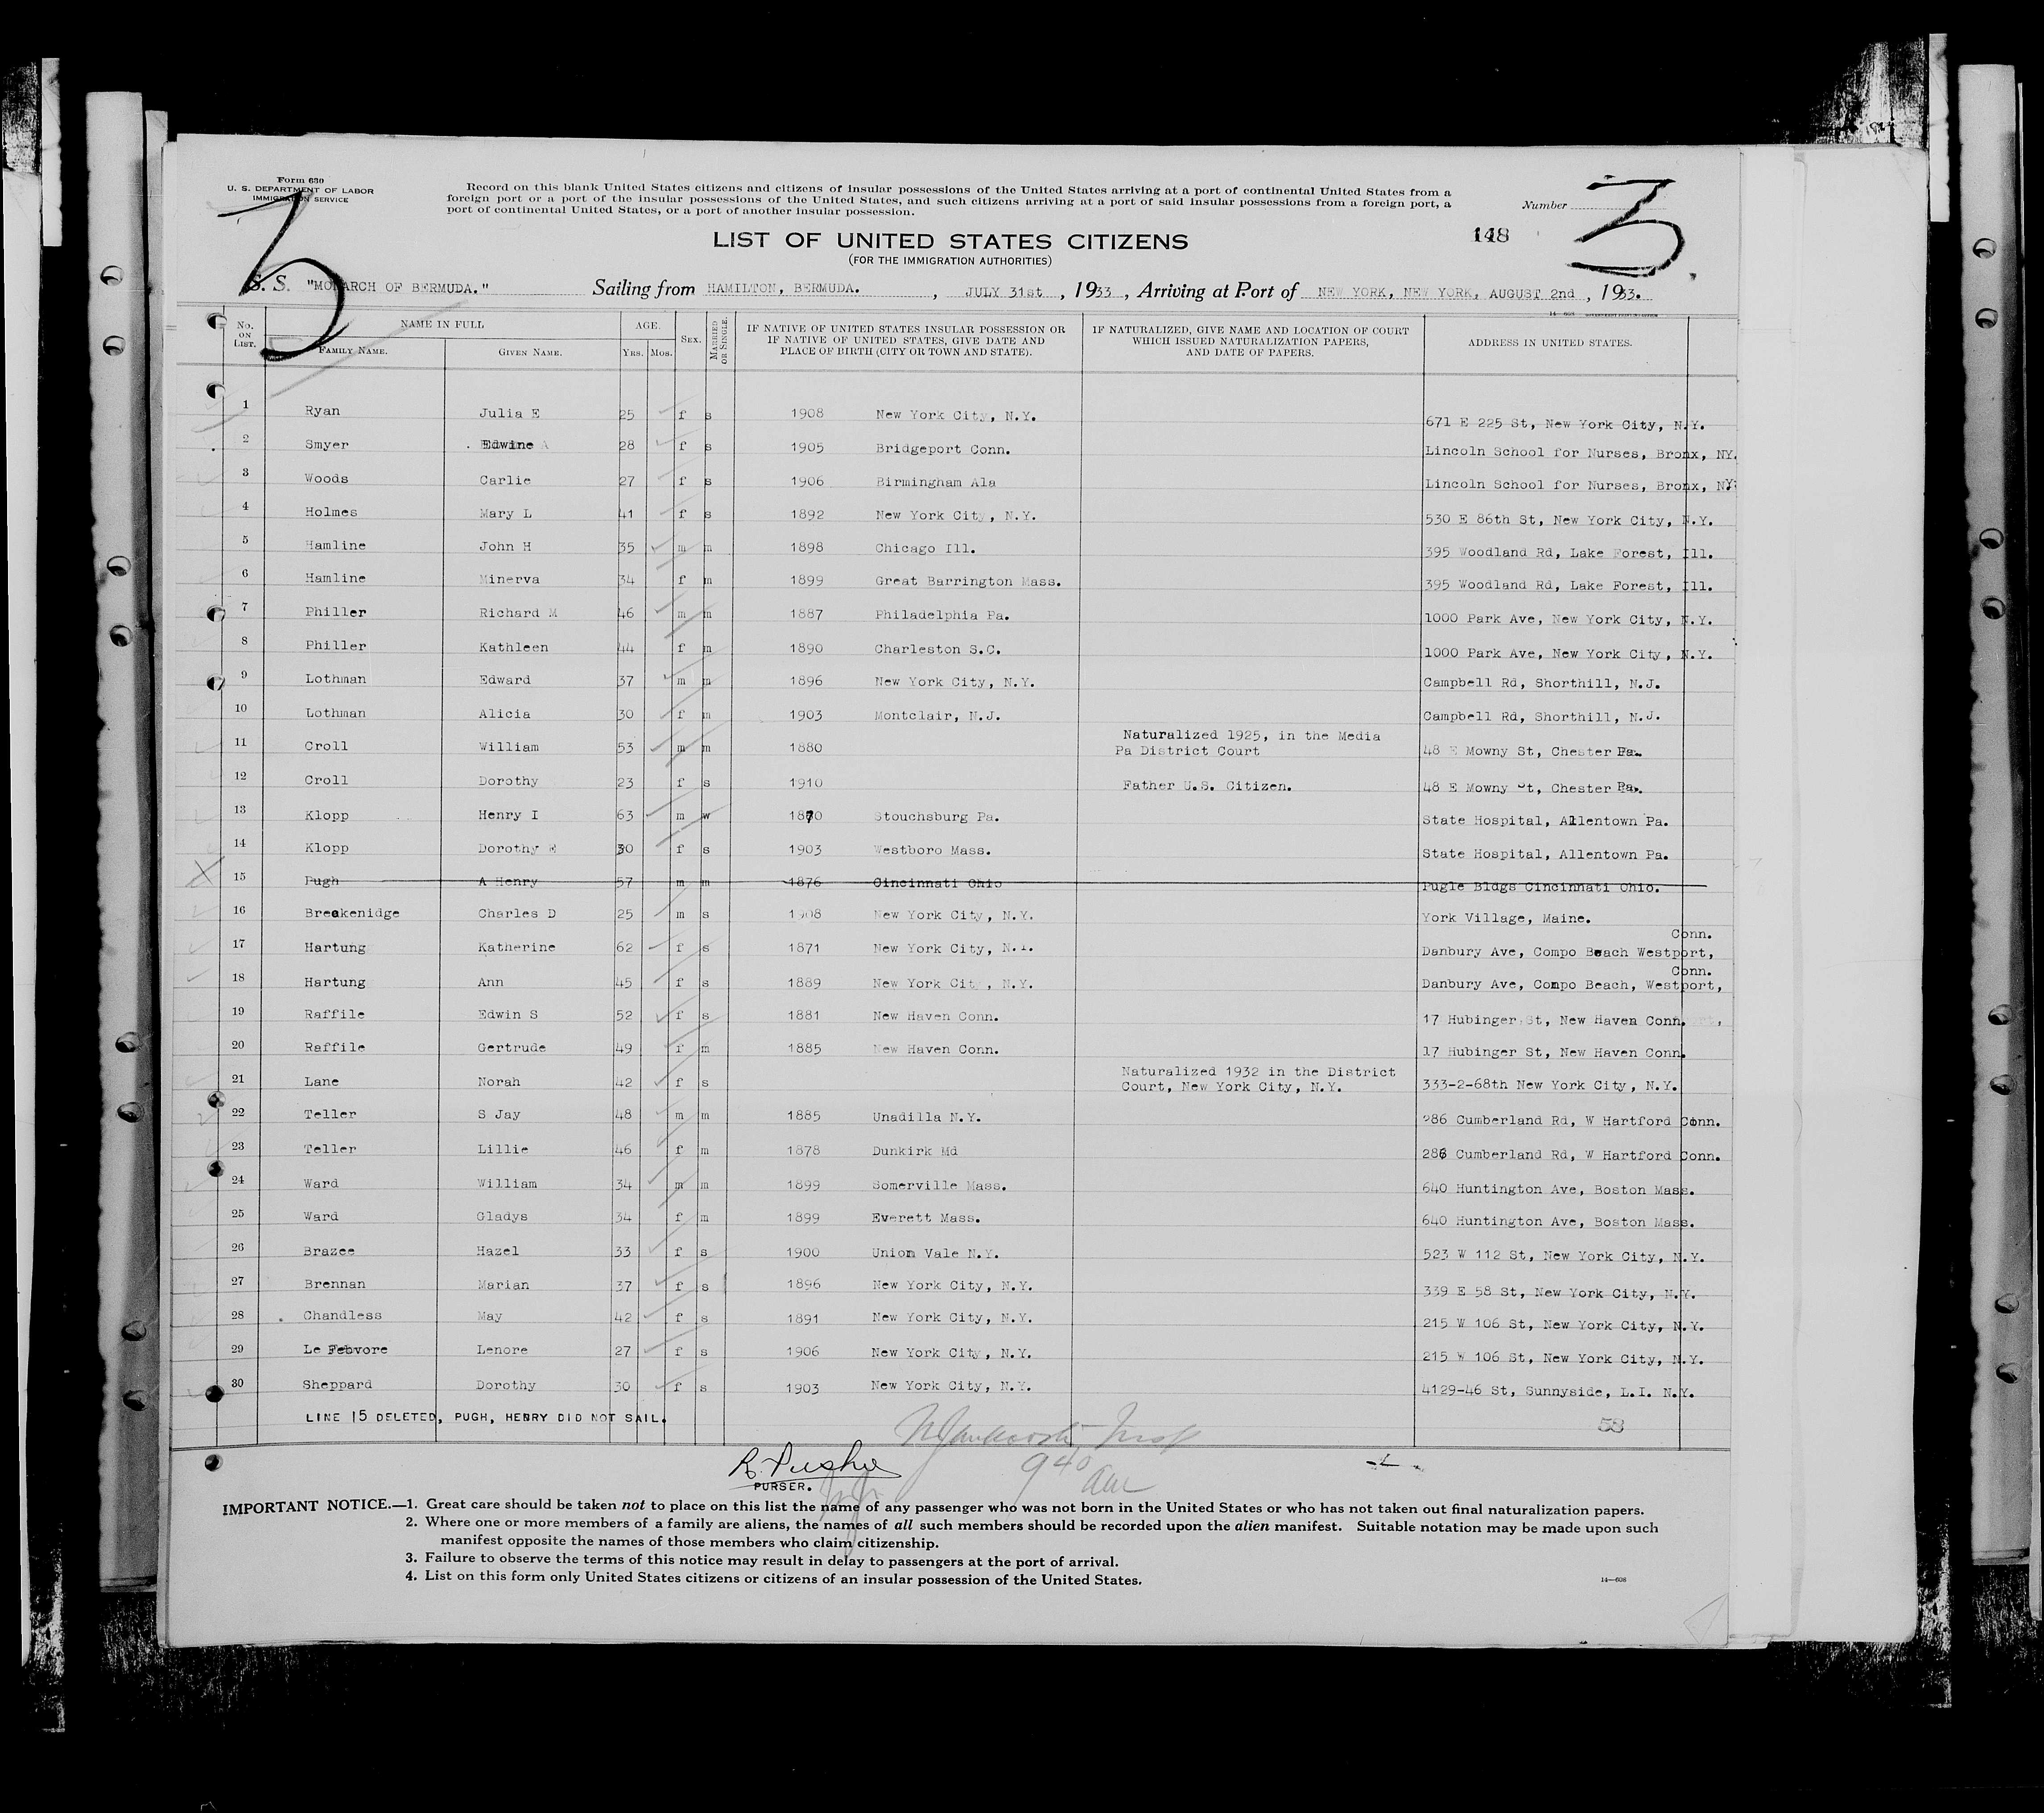 Form 630
U. S. DEPARTMENT OF LABOR
IMMIGRATION SERVICE
Record on this blank United States citizens and citizens of insular possessions of the United States arriving at a port of continental United States from a
foreign port or a port of the insular possessions of the United States, and such citizens arriving at a port of said insular possessions from a foreign port, a
port of continental United States, or a port of another insular possession.
Number
3
3
148
LIST OF UNITED STATES CITIZENS
(FOR THE IMMIGRATION AUTHORITIES)
S. S. "MONARCH OF BERMUDA." Sailing from HAMILTON, BERMUDA. , JULY 31st , 1933 , Arriving at Port of NEW YORK, NEW YORK, AUGUST 2nd , 1933.
No. ON LIST. NAME IN FULL AGE. SEX. MARRIED OR SINGLE. IF NATIVE OF UNITED STATES INSULAR POSSESSION OR IF NATIVE OF UNITED STATES, GIVE DATE AND PLACE OF BIRTH (CITY OR TOWN AND STATE). IF NATURALIZED, GIVE NAME AND LOCATION OF COURT WHICH ISSUED NATURALIZATION PAPERS, AND DATE OF PAPERS. ADDRESS IN UNITED STATES.
FAMILY NAME. GIVEN NAME. YRS. MOS.
1 Ryan Julia E 25 f s 1908 New York City, N.Y. 671 E 225 St, New York City, N.Y.
2 Smyer Edwine A 28 f s 1905 Bridgeport Conn. Lincoln School for Nurses, Bronx, NY.
3 Woods Carlie 27 f s 1906 Birmingham Ala Lincoln School for Nurses, Bronx, N.Y.
4 Holmes Mary L 41 f s 1892 New York City, N.Y. 530 E 86th St, New York City, N.Y.
5 Hamline John H 35 m m 1898 Chicago Ill. 395 Woodland Rd, Lake Forest, Ill.
6 Hamline Minerva 34 f m 1899 Great Barrington Mass. 395 Woodland Rd, Lake Forest, Ill.
7 Philler Richard M 46 m m 1887 Philadelphia Pa. 1000 Park Ave, New York City, N.Y.
8 Philler Kathleen 44 f m 1890 Charleston S.C. 1000 Park Ave, New York City, N.Y.
9 Lothman Edward 37 m m 1896 New York City, N.Y. Campbell Rd, Shorthill, N.J.
10 Lothman Alicia 30 f m 1903 Montclair, N.J. Campbell Rd, Shorthill, N.J.
11 Croll William 53 m m 1880 Naturalized 1925, in the Media Pa District Court 48 E Mowny St, Chester Pa.
12 Croll Dorothy 23 f s 1910 Father U.S. Citizen. 48 E Mowny St, Chester Pa.
13 Klopp Henry I 63 m w 1870 Stouchsburg Pa. State Hospital, Allentown Pa.
14 Klopp Dorothy E 30 f s 1903 Westboro Mass. State Hospital, Allentown Pa.
15 Pugh A Henry 57 m m 1876 Cincinnati Ohio Pugle Bldgs Cincinnati Ohio.
16 Breakenidge Charles D 25 m s 1908 New York City, N.Y. York Village, Maine.
17 Hartung Katherine 62 f s 1871 New York City, N.Y. Danbury Ave, Compo Beach Westport, Conn.
18 Hartung Ann 45 f s 1889 New York City, N.Y. Danbury Ave, Compo Beach, Westport, Conn.
19 Raffile Edwin S 52 f s 1881 New Haven Conn. 17 Hubinger St, New Haven Conn.
20 Raffile Gertrude 49 f m 1885 New Haven Conn. 17 Hubinger St, New Haven Conn.
21 Lane Norah 42 f s Naturalized 1932 in the District Court, New York City, N.Y. 333-2-68th New York City, N.Y.
22 Teller S Jay 48 m m 1885 Unadilla N.Y. 286 Cumberland Rd, W Hartford Conn.
23 Teller Lillie 46 f m 1878 Dunkirk Md 286 Cumberland Rd, W Hartford Conn.
24 Ward William 34 m m 1899 Somerville Mass. 640 Huntington Ave, Boston Mass.
25 Ward Gladys 34 f m 1899 Everett Mass. 640 Huntington Ave, Boston Mass.
26 Brazee Hazel 33 f s 1900 Union Vale N.Y. 523 W 112 St, New York City, N.Y.
27 Brennan Marian 37 f s 1896 New York City, N.Y. 339 E 58 St, New York City, N.Y.
28 Chandless May 42 f s 1891 New York City, N.Y. 215 W 106 St, New York City, N.Y.
29 Le Febvore Lenore 27 f s 1906 New York City, N.Y. 215 W 106 St, New York City, N.Y.
30 Sheppard Dorothy 30 f s 1903 New York City, N.Y. 4129-46 St, Sunnyside, L.I. N.Y.
LINE 15 DELETED, PUGH, HENRY DID NOT SAIL.
58
940 am
PURSER.
IMPORTANT NOTICE.—1. Great care should be taken not to place on this list the name of any passenger who was not born in the United States or who has not taken out final naturalization papers.
2. Where one or more members of a family are aliens, the names of all such members should be recorded upon the alien manifest. Suitable notation may be made upon such
manifest opposite the names of those members who claim citizenship.
3. Failure to observe the terms of this notice may result in delay to passengers at the port of arrival.
4. List on this form only United States citizens or citizens of an insular possession of the United States.
14—608